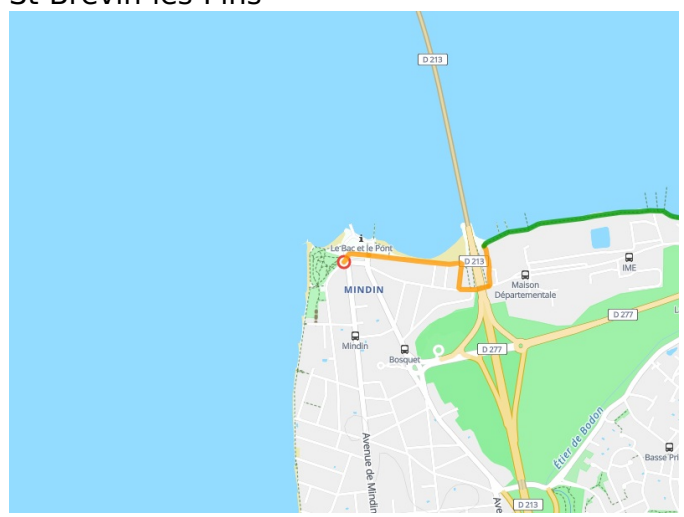 St-Brevin-les-Pins
D 213
Le Bac et le Pont
D 213
IME
MINDIN
Maison
Départementale
D 277
Mindin
D 277
Bosquet
Étier de Bodon
Avenue de Mindin
Basse Pri
D 213